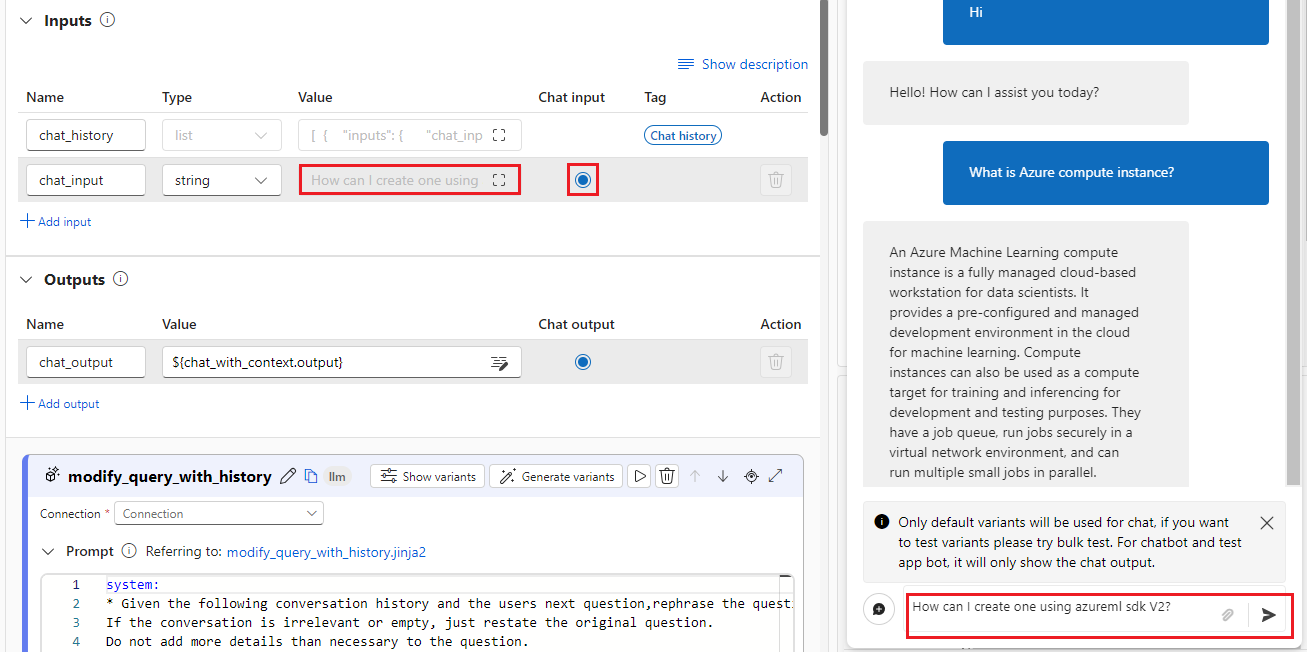 Inputs
Show description
Name Type Value Chat input Tag Action
chat_history list [ { "inputs": { "chat_inp Chat history
chat_input string How can I create one using
Add input
Outputs
Name Value Chat output Action
chat_output ${chat_with_context.output}
Add output
modify_query_with_history llm Show variants Generate variants
Connection * Connection
Prompt Referring to: modify_query_with_history.jinja2
1 system:
2 * Given the following conversation history and the users next question,rephrase the questi
3 If the conversation is irrelevant or empty, just restate the original question.
4 Do not add more details than necessary to the question.
Hi
Hello! How can I assist you today?
What is Azure compute instance?
An Azure Machine Learning compute
instance is a fully managed cloud-based
workstation for data scientists. It
provides a pre-configured and managed
development environment in the cloud
for machine learning. Compute
instances can also be used as a compute
target for training and inferencing for
development and testing purposes. They
have a job queue, run jobs securely in a
virtual network environment, and can
run multiple small jobs in parallel.
Only default variants will be used for chat, if you want
to test variants please try bulk test. For chatbot and test
app bot, it will only show the chat output.
How can I create one using azureml sdk V2?